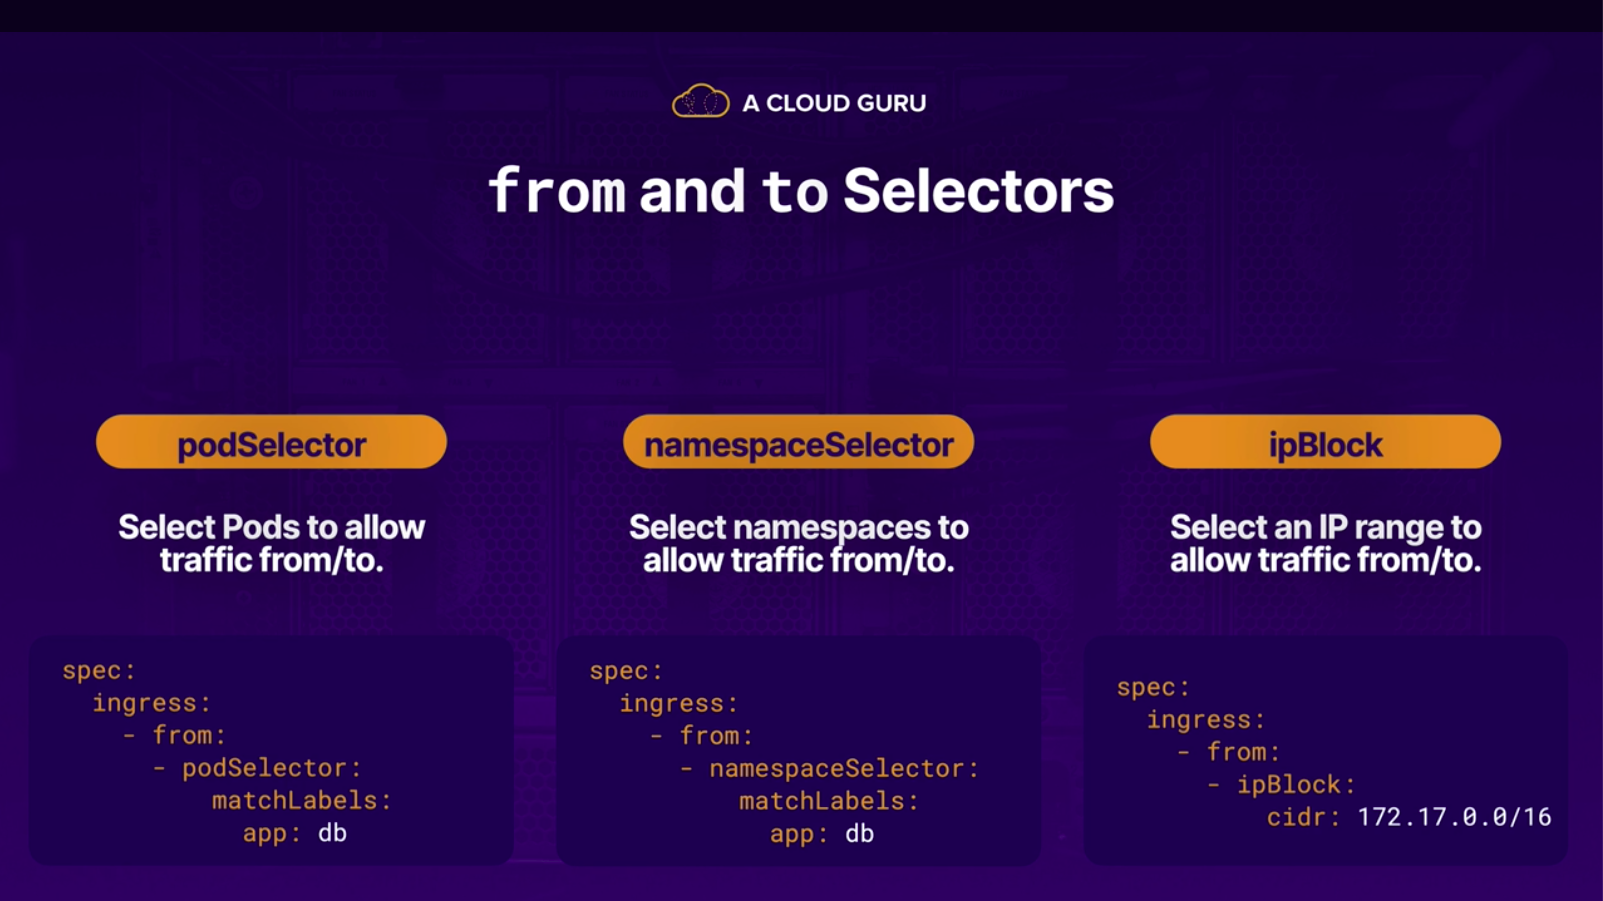 A CLOUD GURU
from and to Selectors
podSelector
Select Pods to allow
traffic from/to.
spec:
  ingress:
    - from:
      - podSelector:
          matchLabels:
            app: db
namespaceSelector
Select namespaces to
allow traffic from/to.
spec:
  ingress:
    - from:
      - namespaceSelector:
          matchLabels:
            app: db
ipBlock
Select an IP range to
allow traffic from/to.
spec:
  ingress:
    - from:
      - ipBlock:
          cidr: 172.17.0.0/16